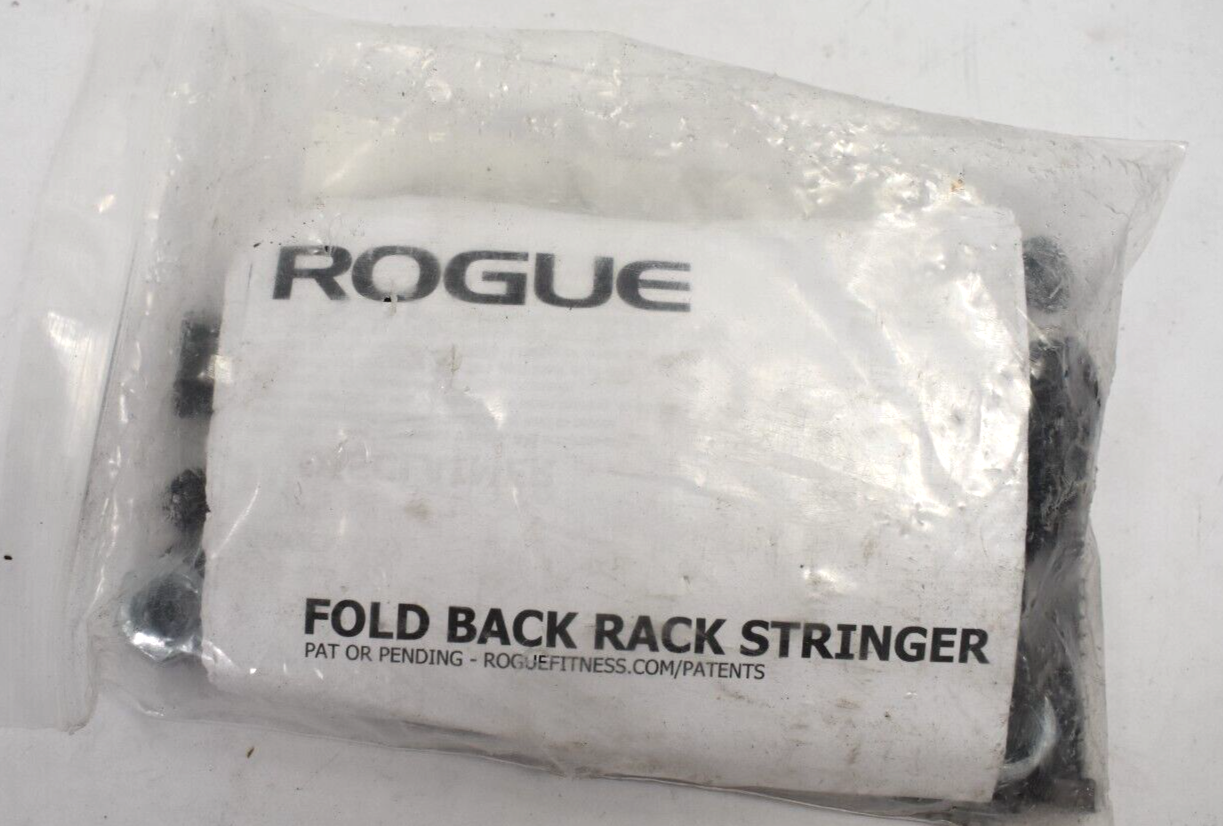 ROGUE
FOLD BACK RACK STRINGER
PAT OR PENDING - ROGUEFITNESS.COM/PATENTS